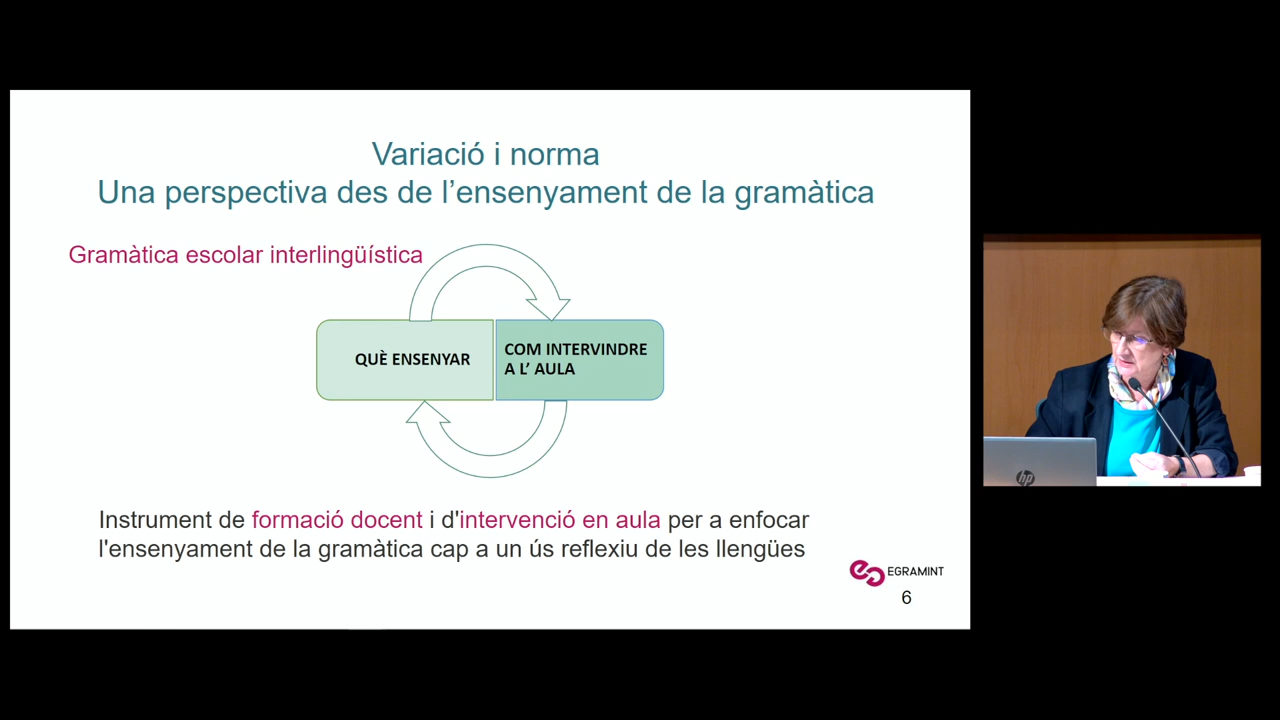 Variació i norma
Una perspectiva des de l’ensenyament de la gramàtica
Gramàtica escolar interlingüística
QUÈ ENSENYAR
COM INTERVINDRE
A L’ AULA
Instrument de formació docent i d'intervenció en aula per a enfocar
l'ensenyament de la gramàtica cap a un ús reflexiu de les llengües
EGRAMINT
6
hp